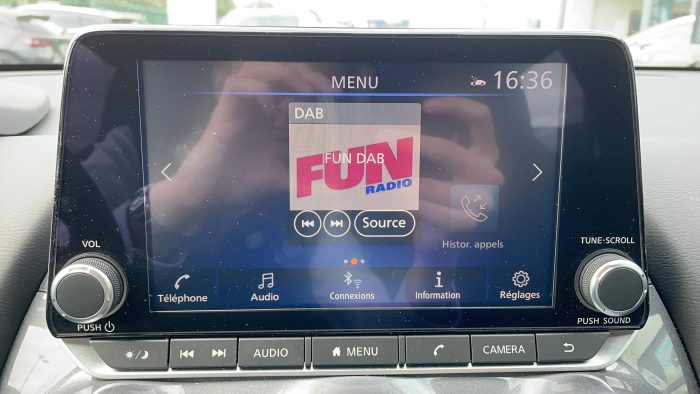 MENU
16:36
DAB
FUN DAB
FUN
RADIO
Source
Histor. appels
VOL
TUNE·SCROLL
Téléphone
Audio
Connexions
Information
Réglages
PUSH
PUSH SOUND
AUDIO
MENU
CAMERA